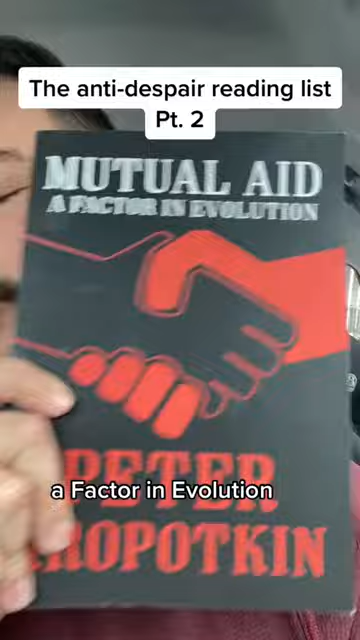 The anti-despair reading list
Pt. 2
MUTUAL AID
A FACTOR IN EVOLUTION
a Factor in Evolution
PETER
KROPOTKIN